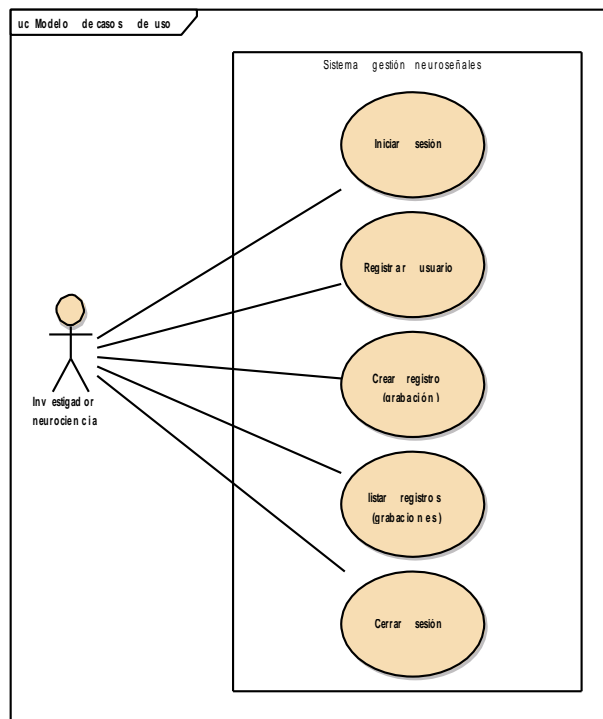 uc Modelo de casos de uso
Sistema gestión neuroseñales
Iniciar sesión
Registrar usuario
Crear registro
(grabación)
listar registros
(grabaciones)
Cerrar sesión
Investigador
neurociencia